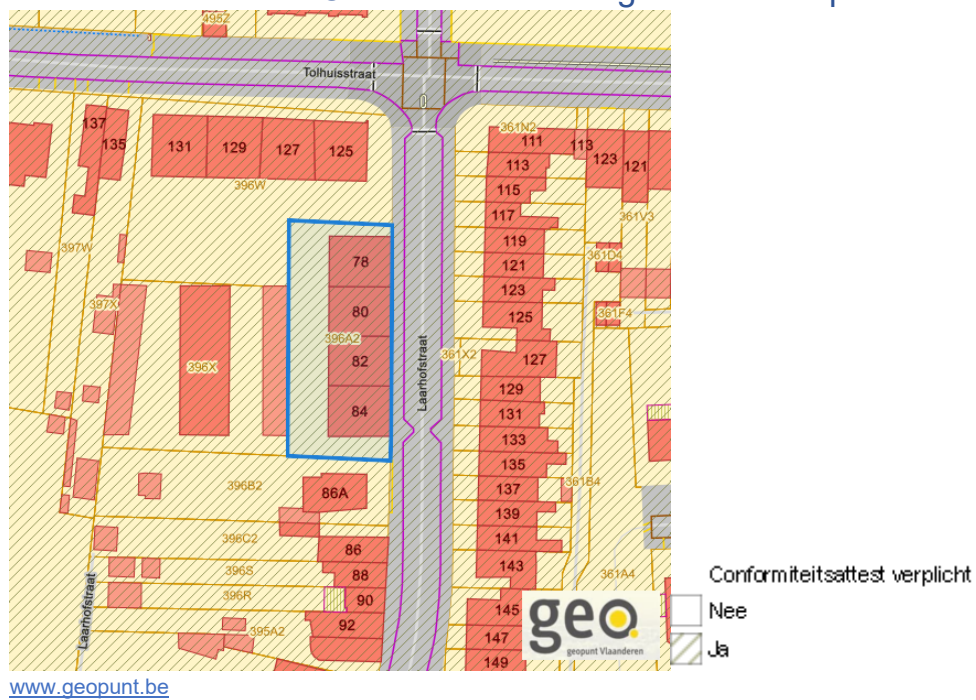 495Z
Tolhuisstraat
137
135
131 129 127 125
396W
361N2
111 113
113
123 121
115
117
361V3
119
121
361D4
123
125
361F4
397W
397X
396X
78
80
396A2
82
84
Laarhofstraat
361X2
127
129
131
133
135
361B4
137
139
141
143
361A4
396B2
86A
396C2
86
396S
88
396R
90
92
395A2
Laarhofstraat
145
147
149
geo
geopunt Vlaanderen
Conformiteitsattest verplicht
Nee
Ja
www.geopunt.be